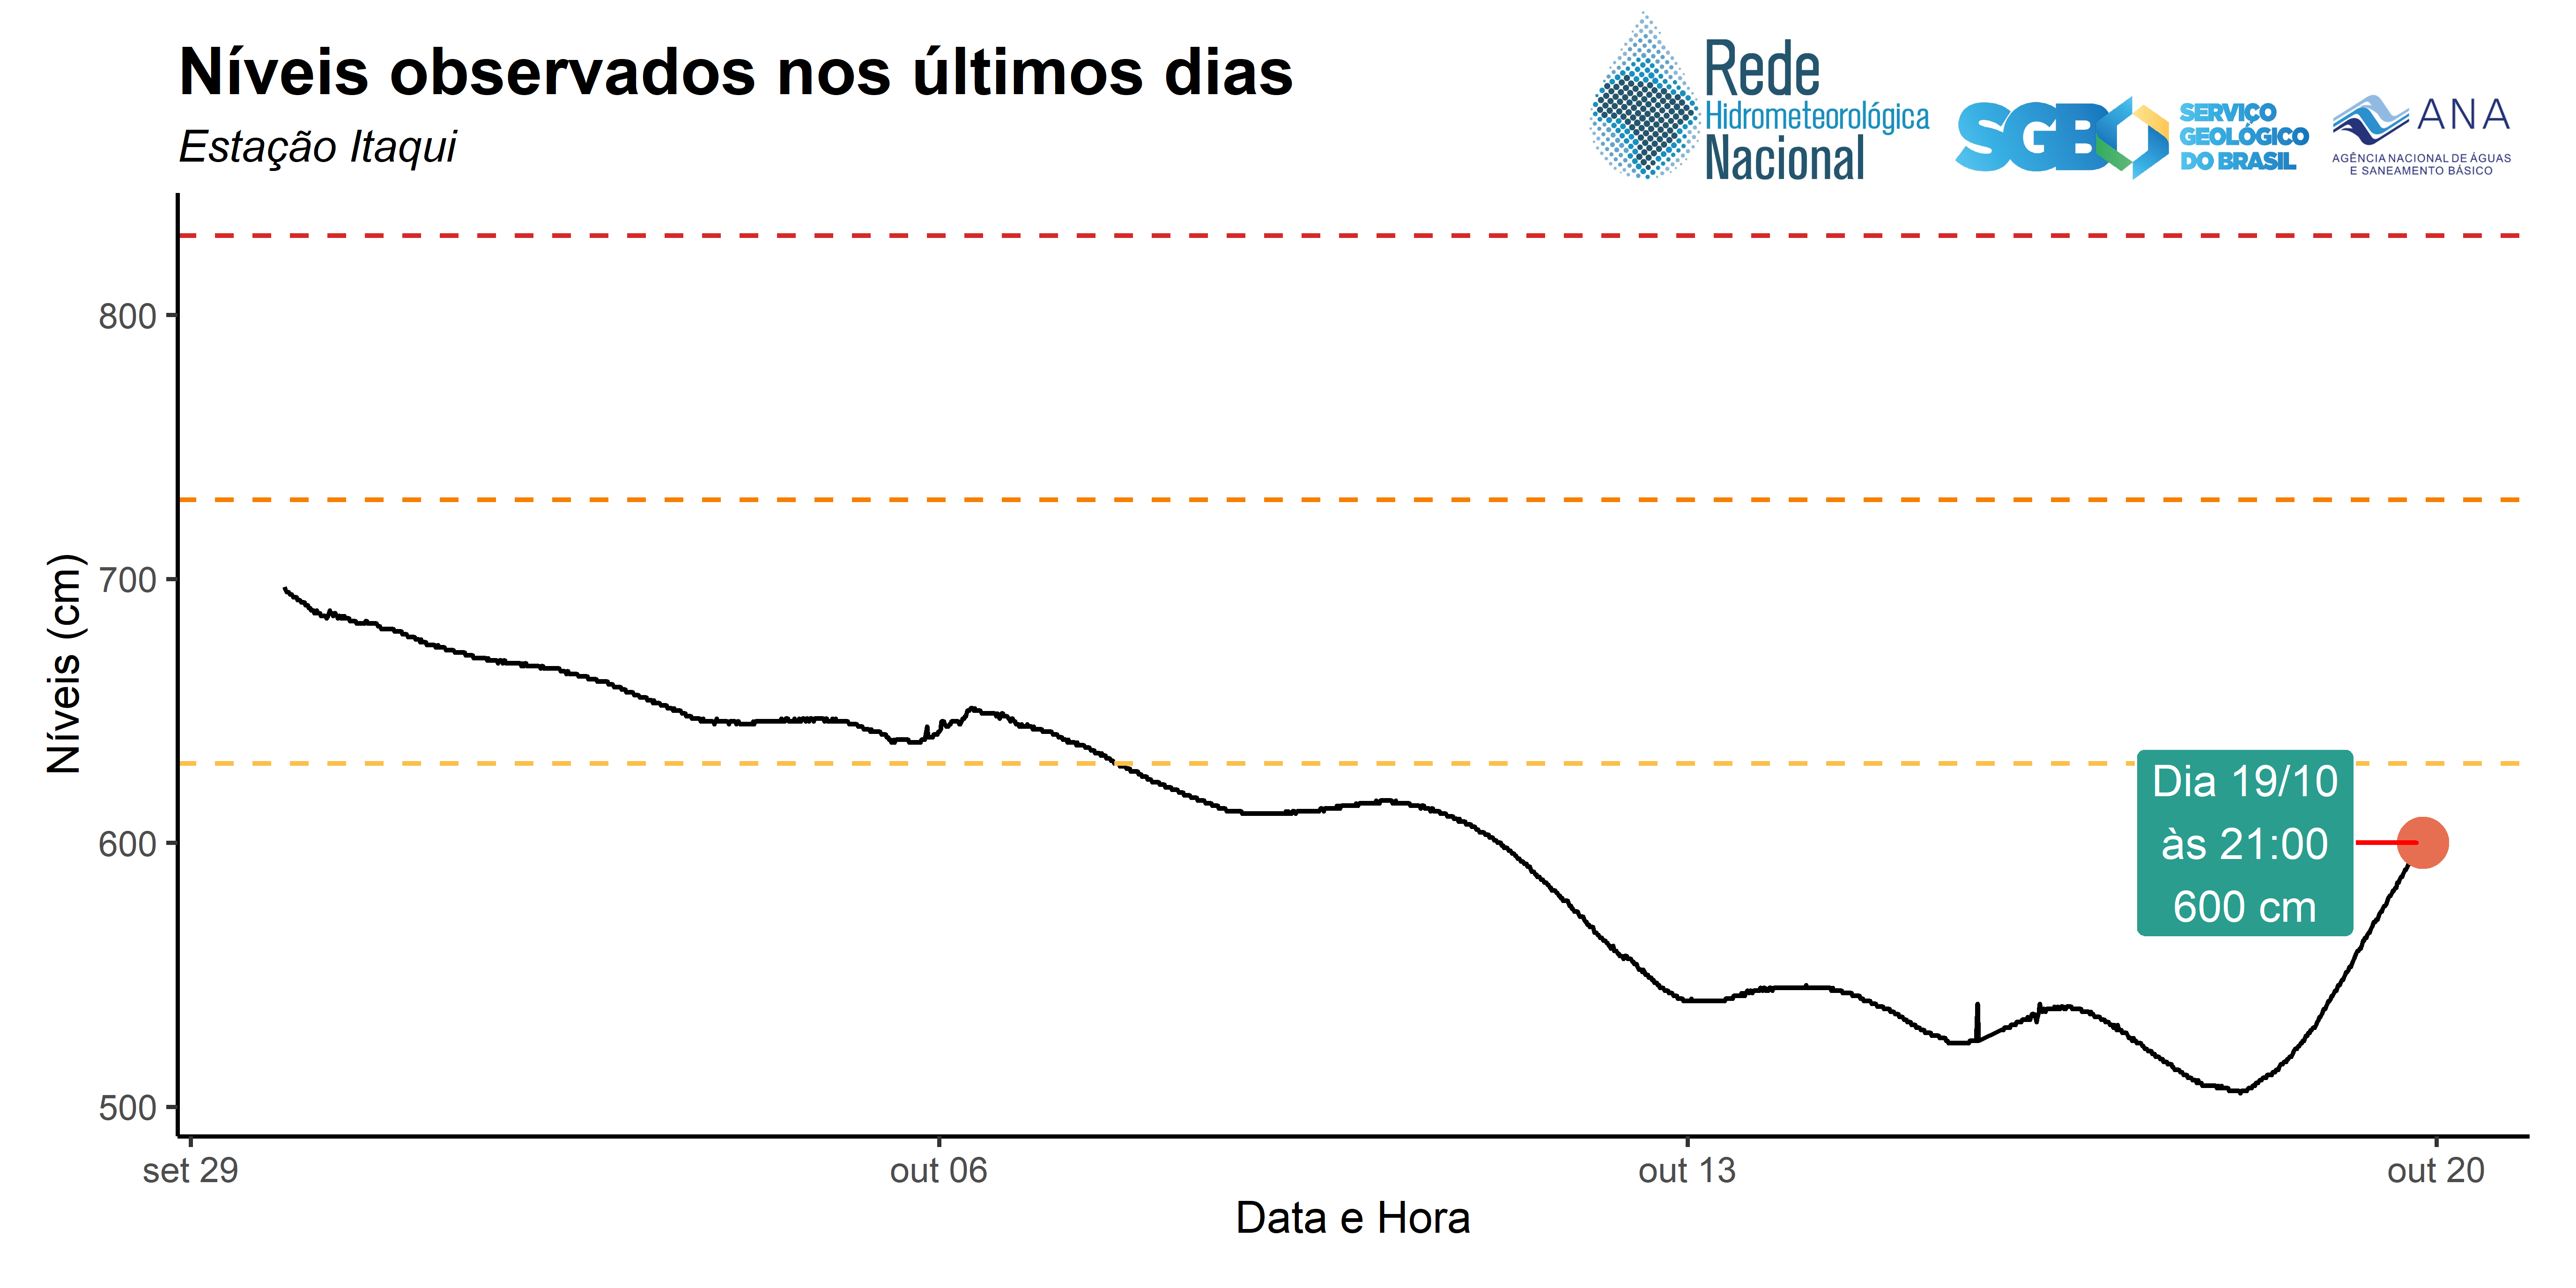 Níveis observados nos últimos dias
Estação Itaqui
Rede
Hidrometeorológica
Nacional
SGB
SERVIÇO
GEOLÓGICO
DO BRASIL
ANA
AGÊNCIA NACIONAL DE ÁGUAS
E SANEAMENTO BÁSICO
Níveis (cm)
800
700
600
500
Dia 19/10
às 21:00
600 cm
set 29
out 06
out 13
out 20
Data e Hora